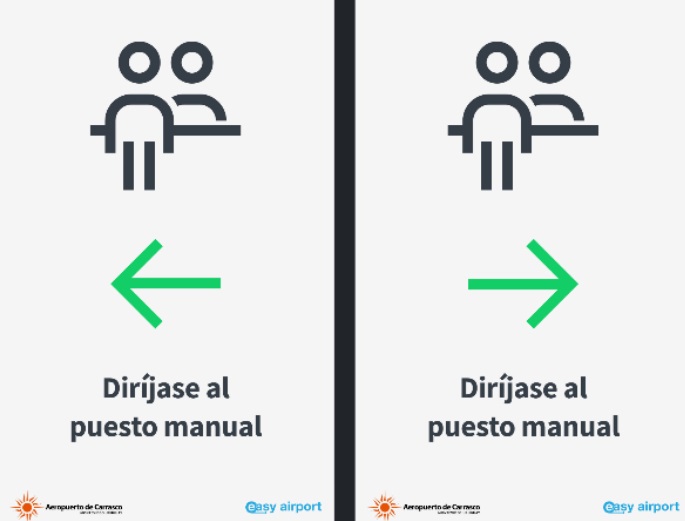 Diríjase al
puesto manual
Aeropuerto de Carrasco
easy airport
Diríjase al
puesto manual
Aeropuerto de Carrasco
easy airport